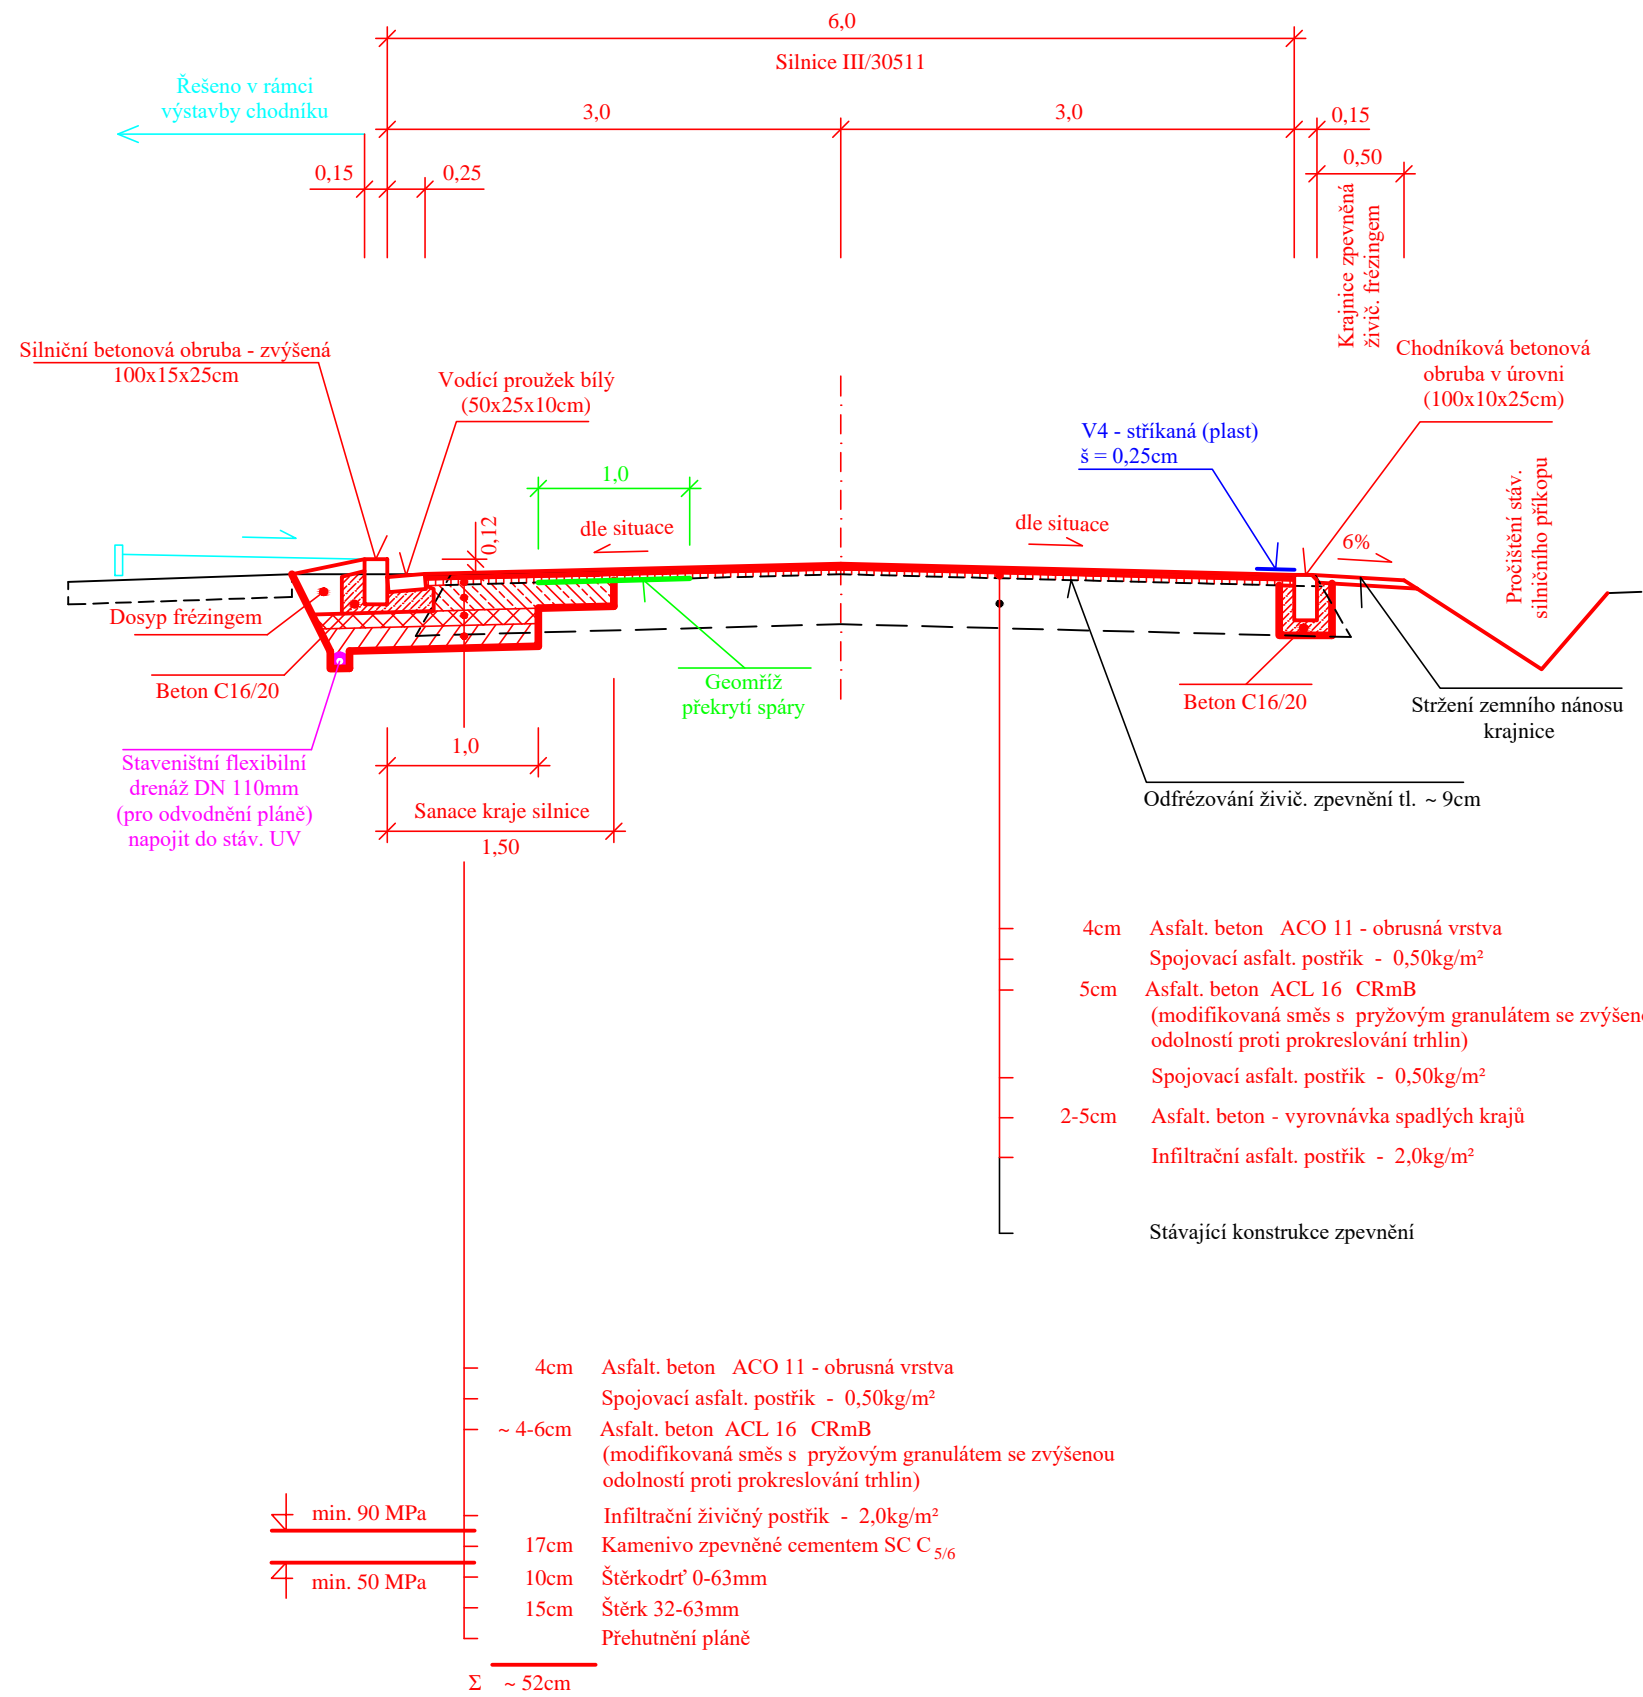 6,0
Silnice III/30511
Řešeno v rámci
výstavby chodníku
3,0
3,0
0,15
0,50
0,15
0,25
Krajnice zpevněná
živič. frézingem
Silniční betonová obruba - zvýšená
100x15x25cm
Vodící proužek bílý
(50x25x10cm)
Chodníková betonová
obruba v úrovni
(100x10x25cm)
V4 - stříkaná (plast)
š = 0,25cm
1,0
0,12
dle situace
dle situace
6%
Pročištění stáv.
silničního příkopu
Dosyp frézingem
Beton C16/20
Geomříž
překrytí spáry
Beton C16/20
Stržení zemního nánosu
krajnice
Staveništní flexibilní
drenáž DN 110mm
(pro odvodnění pláně)
napojit do stáv. UV
1,0
Sanace kraje silnice
1,50
Odfrézování živič. zpevnění tl. ~ 9cm
4cm Asfalt. beton ACO 11 - obrusná vrstva
Spojovací asfalt. postřik - 0,50kg/m²
5cm Asfalt. beton ACL 16 CRmB
(modifikovaná směs s pryžovým granulátem se zvýšen
odolností proti prokreslování trhlin)
Spojovací asfalt. postřik - 0,50kg/m²
2-5cm Asfalt. beton - vyrovnávka spadlých krajů
Infiltrační asfalt. postřik - 2,0kg/m²
Stávající konstrukce zpevnění
4cm Asfalt. beton ACO 11 - obrusná vrstva
Spojovací asfalt. postřik - 0,50kg/m²
~ 4-6cm Asfalt. beton ACL 16 CRmB
(modifikovaná směs s pryžovým granulátem se zvýšenou
odolností proti prokreslování trhlin)
min. 90 MPa
Infiltrační živičný postřik - 2,0kg/m²
17cm Kamenivo zpevněné cementem SC C 5/6
min. 50 MPa
10cm Štěrkodrť 0-63mm
15cm Štěrk 32-63mm
Přehutnění pláně
Σ ~ 52cm